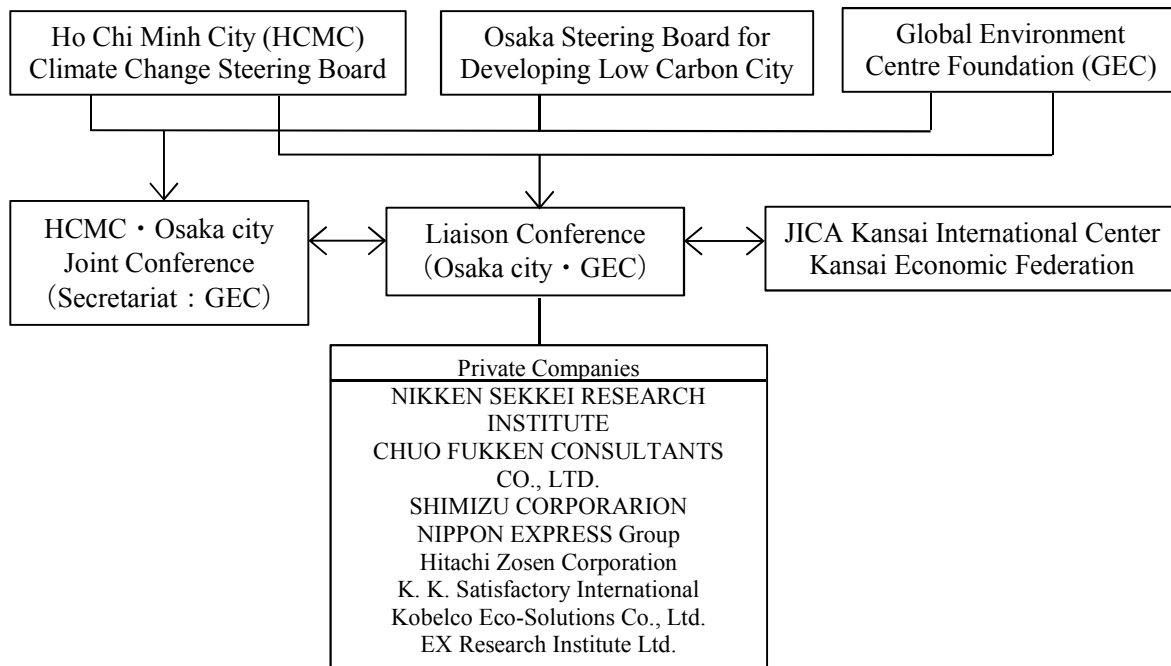 Ho Chi Minh City (HCMC)
Climate Change Steering Board
Osaka Steering Board for
Developing Low Carbon City
Global Environment
Centre Foundation (GEC)
HCMC・Osaka city
Joint Conference
（Secretariat：GEC）
Liaison Conference
（Osaka city・GEC）
JICA Kansai International Center
Kansai Economic Federation
Private Companies
NIKKEN SEKKEI RESEARCH
INSTITUTE
CHUO FUKKEN CONSULTANTS
CO., LTD.
SHIMIZU CORPORARION
NIPPON EXPRESS Group
Hitachi Zosen Corporation
K. K. Satisfactory International
Kobelco Eco-Solutions Co., Ltd.
EX Research Institute Ltd.